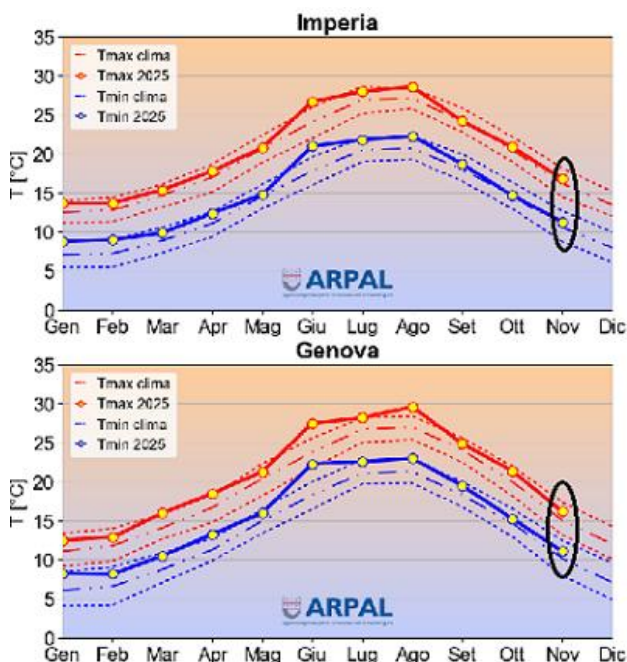 Imperia
35
30
25
20
15
10
5
0
T [°C]
Tmax clima
Tmax 2025
Tmin clima
Tmin 2025
ARPAL
Gen Feb Mar Apr Mag Giu Lug Ago Set Ott Nov Dic
Genova
35
30
25
20
15
10
5
0
T [°C]
Tmax clima
Tmax 2025
Tmin clima
Tmin 2025
ARPAL
Gen Feb Mar Apr Mag Giu Lug Ago Set Ott Nov Dic